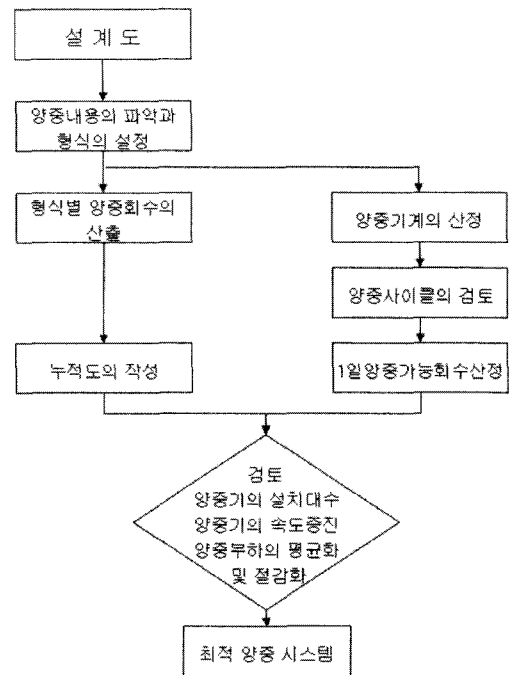 설 계 도
양중내용의 파악과
형식의 설정
형식별 양중회수의
산출
양중기계의 산정
양중사이클의 검토
누적도의 작성
1일양중가능회수산정
검토
양중기의 설치대수
양중기의 속도증진
양중부하의 평균화
및 절감화
최적 양중 시스템